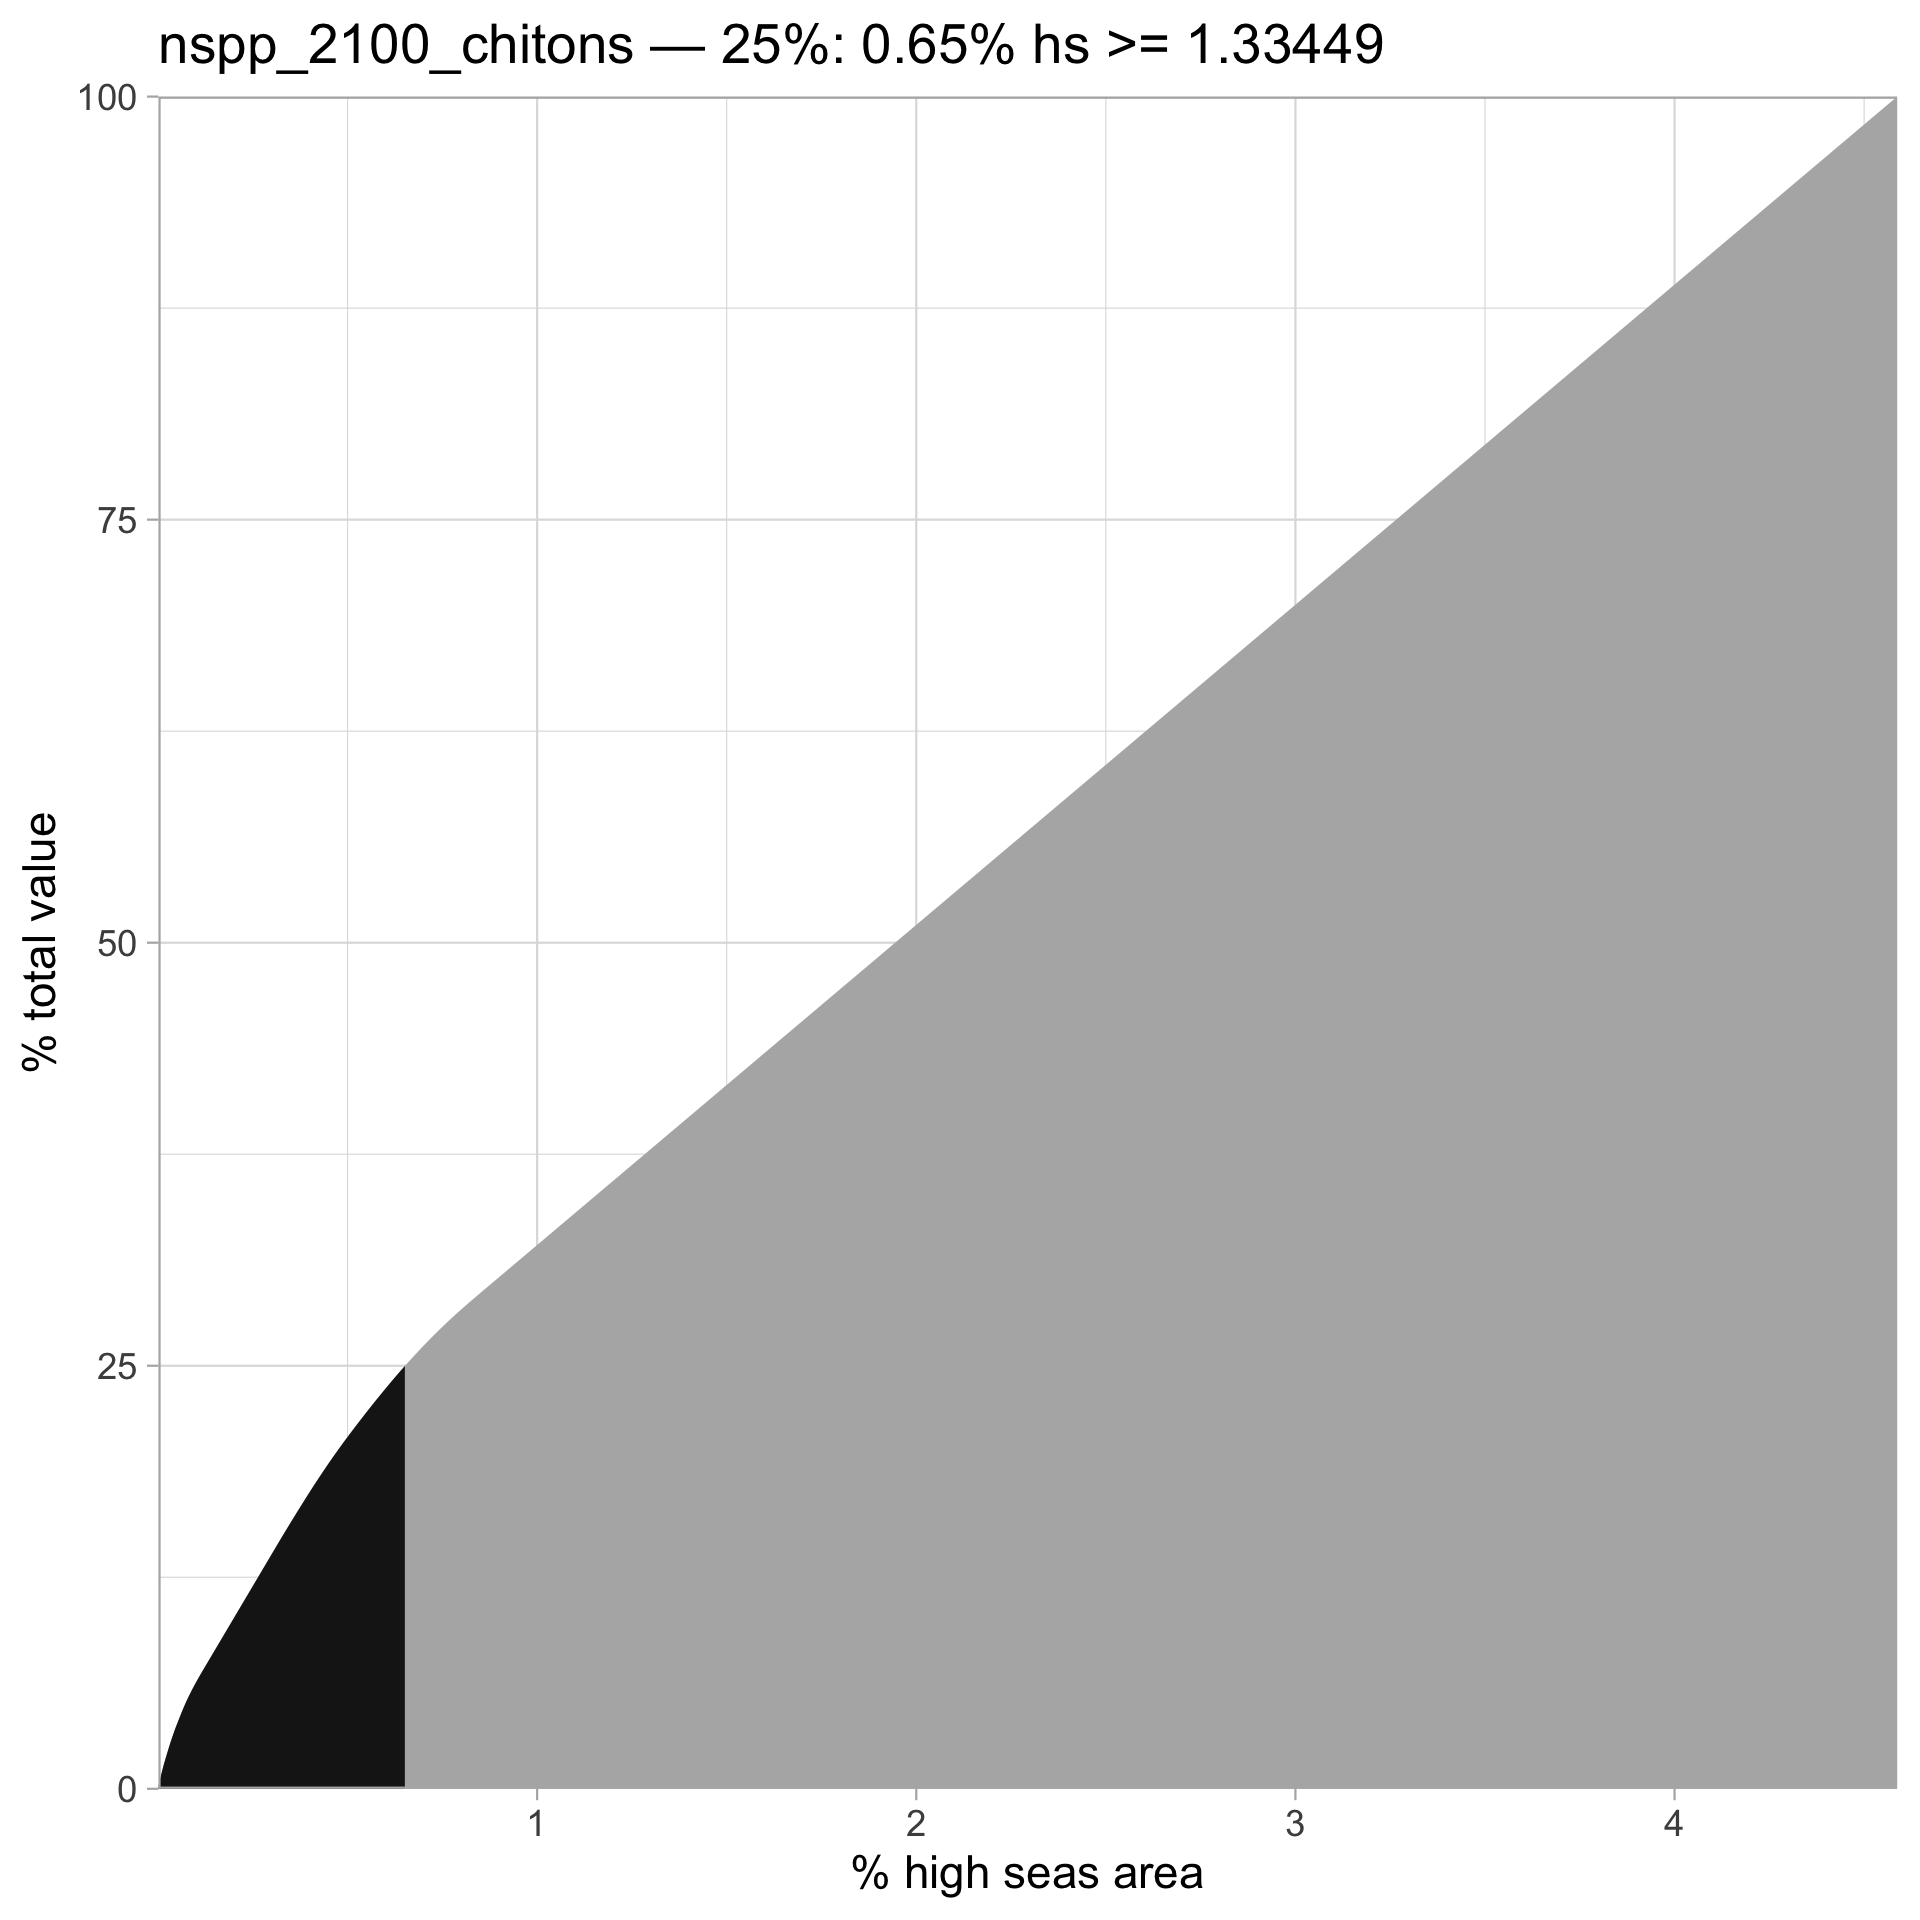 nspp_2100_chitons — 25%: 0.65% hs >= 1.33449
100
75
50
25
0
% total value
1 2 3 4
% high seas area